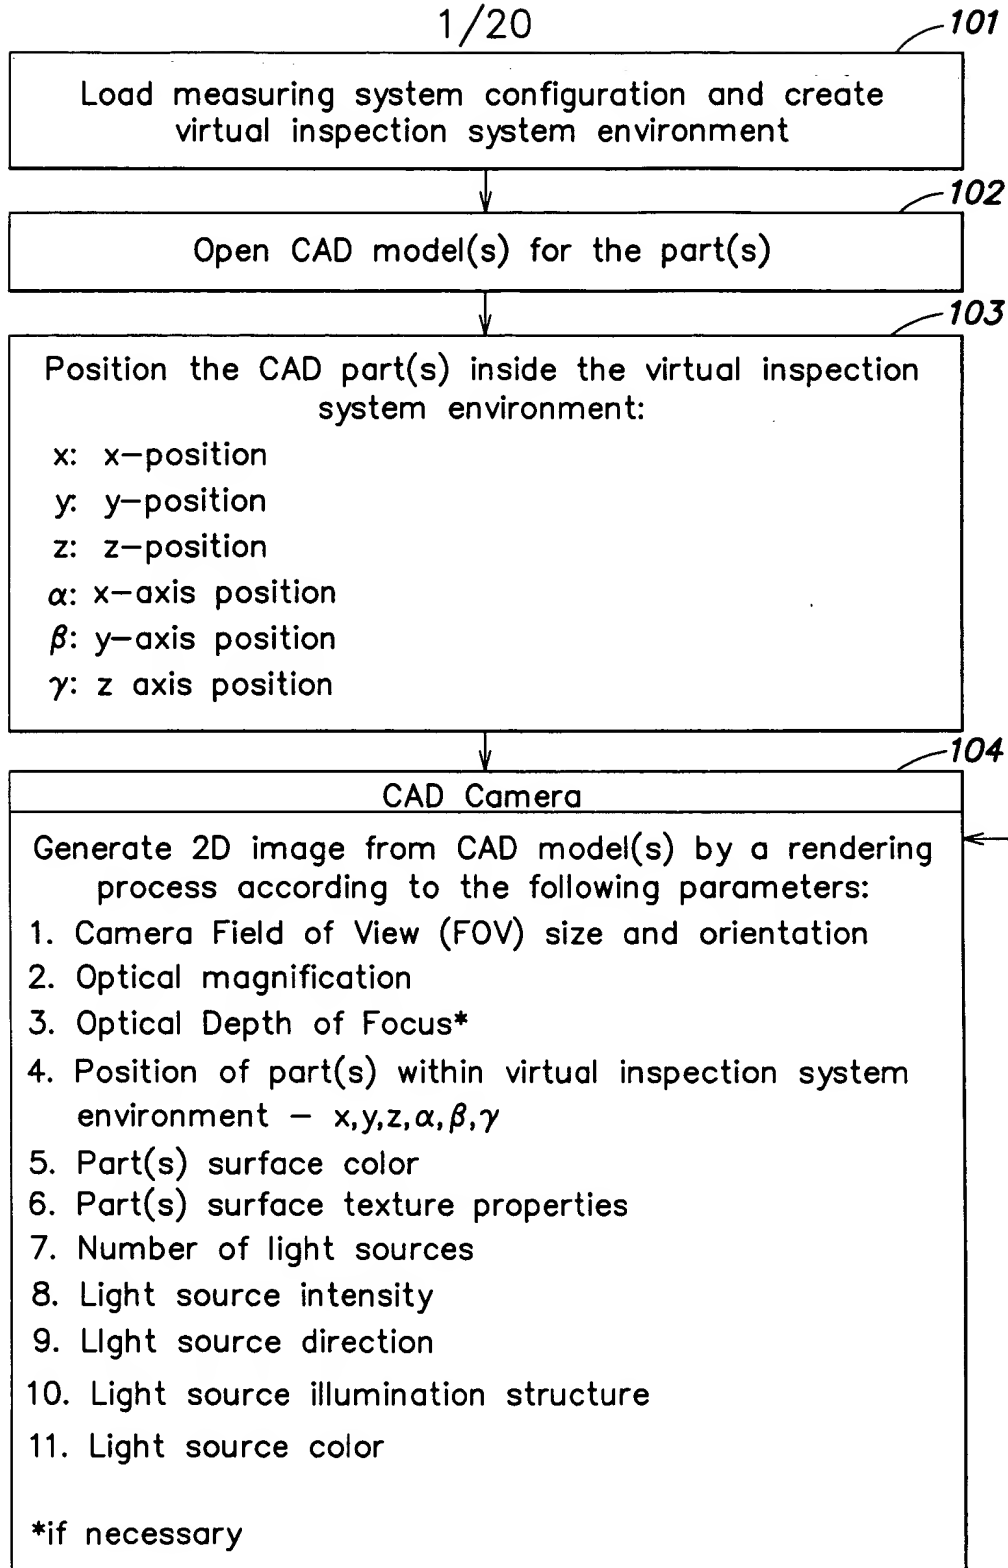 1/20
101
Load measuring system configuration and create
virtual inspection system environment
102
Open CAD model(s) for the part(s)
103
Position the CAD part(s) inside the virtual inspection
system environment:
x: x-position
y: y-position
z: z-position
α: x-axis position
β: y-axis position
γ: z axis position
104
CAD Camera
Generate 2D image from CAD model(s) by a rendering
process according to the following parameters:
1. Camera Field of View (FOV) size and orientation
2. Optical magnification
3. Optical Depth of Focus*
4. Position of part(s) within virtual inspection system
environment - x,y,z,α,β,γ
5. Part(s) surface color
6. Part(s) surface texture properties
7. Number of light sources
8. Light source intensity
9. LIght source direction
10. Light source illumination structure
11. Light source color
*if necessary